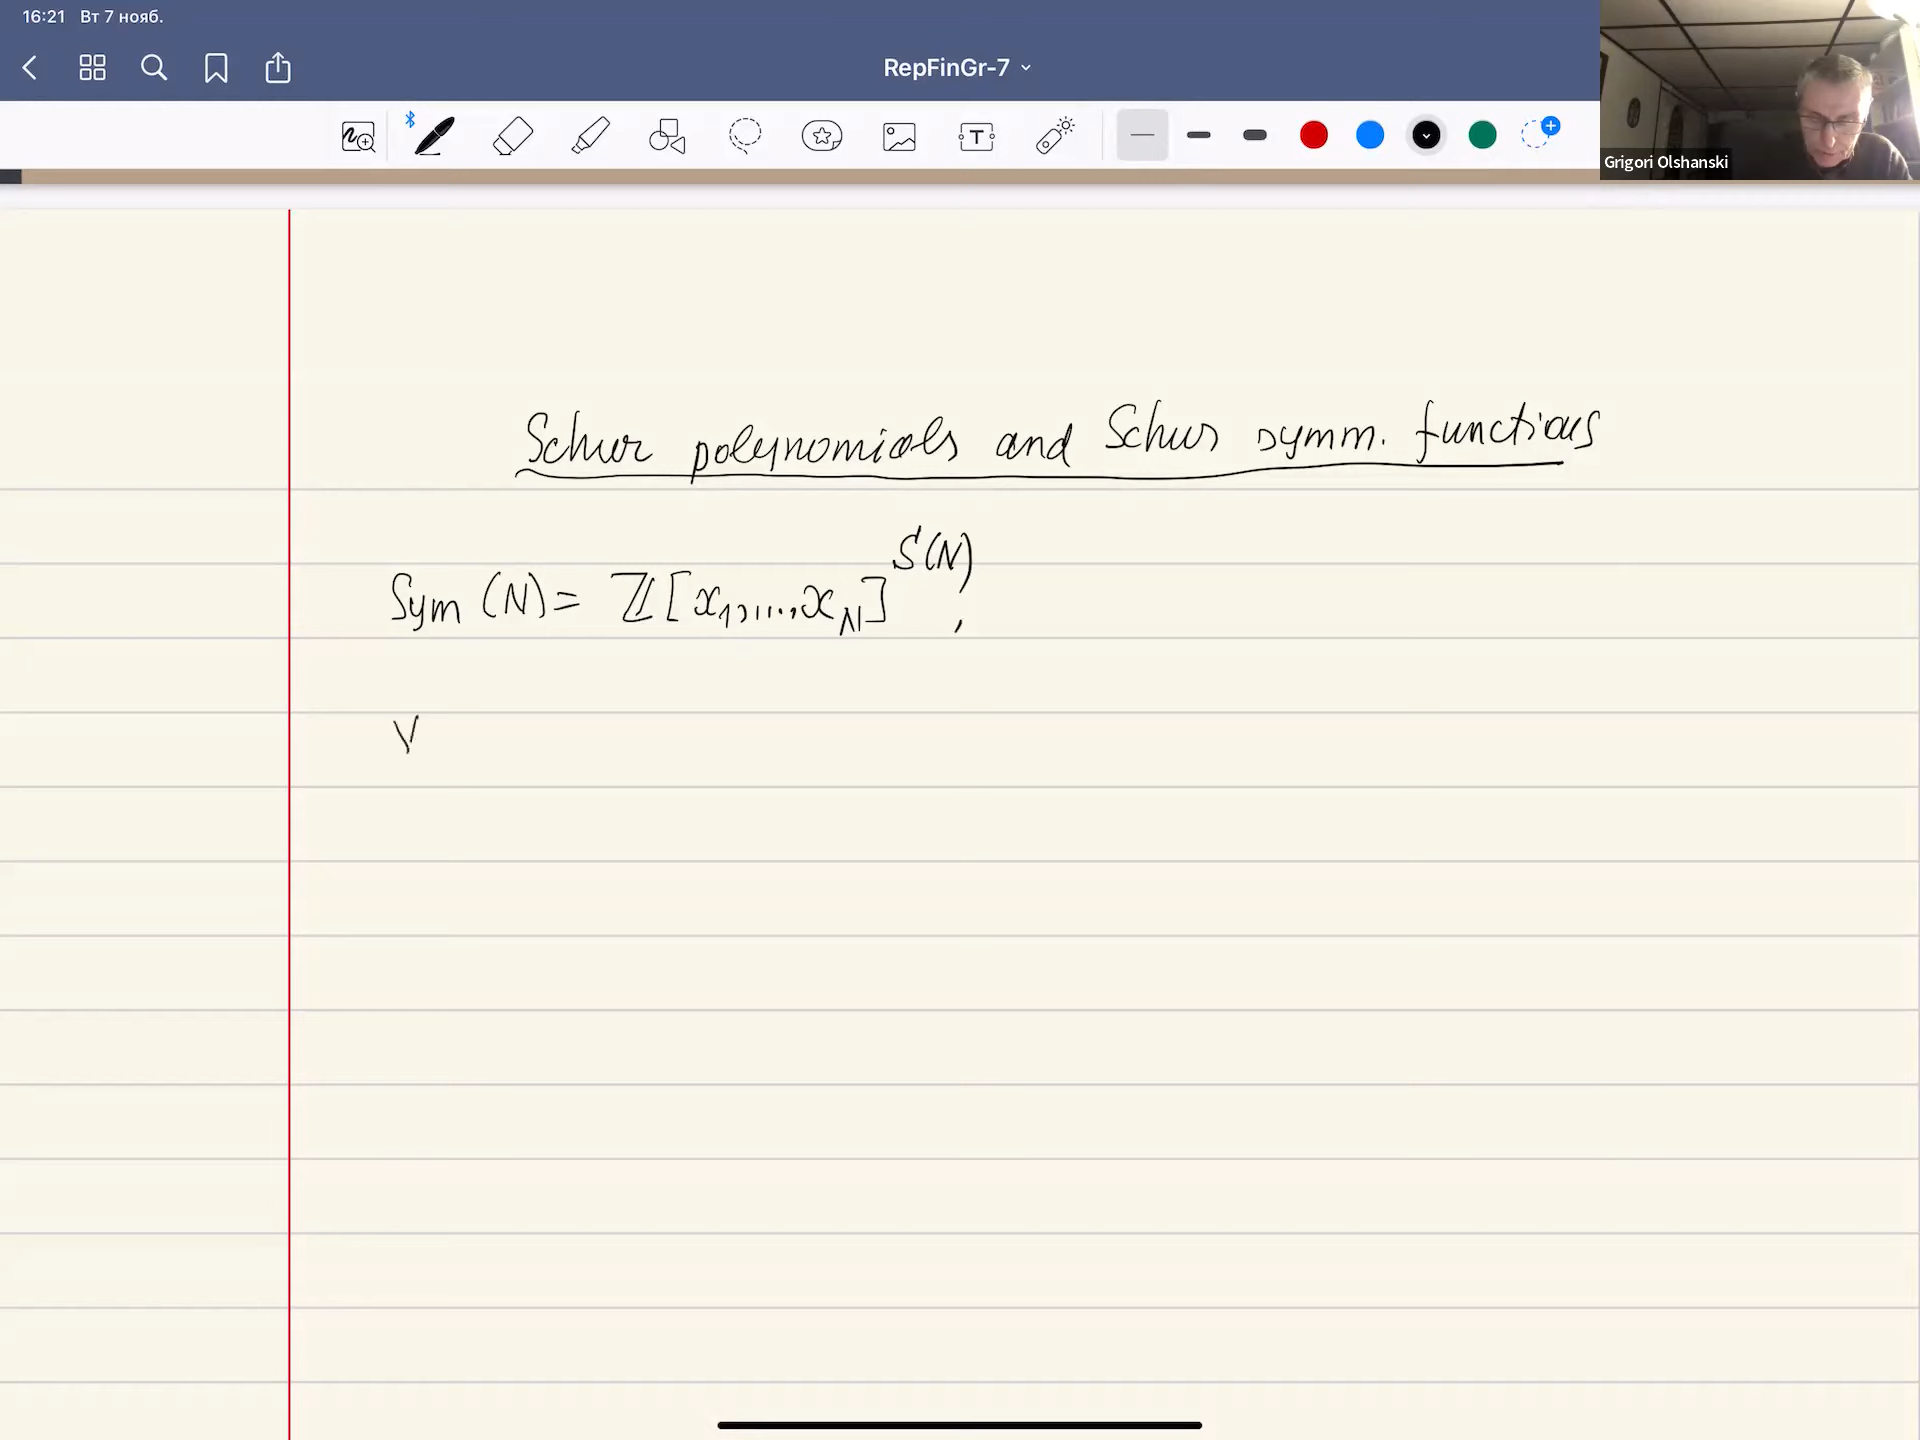 16:21 Вт 7 нояб.
RepFinGr-7
Grigori Olshanski
Schur polynomials and Schur symm. functions
Sym (N) = ℤ[x₁,...,x_N]^S(N),
V